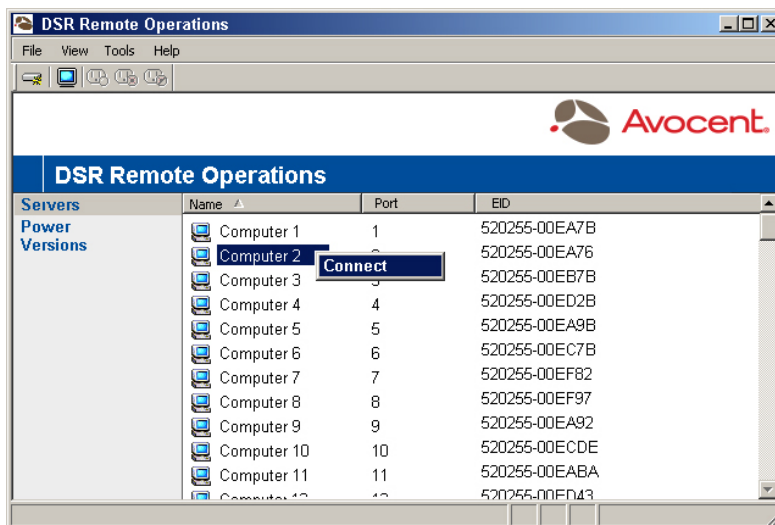 DSR Remote Operations
File View Tools Help
Avocent.
DSR Remote Operations
Servers
Power
Versions
Name Port EID
Computer 1 1 520255-00EA7B
Computer 2 520255-00EA76
Connect
Computer 3 520255-00EB7B
Computer 4 4 520255-00ED2B
Computer 5 5 520255-00EA9B
Computer 6 6 520255-00EC7B
Computer 7 7 520255-00EF82
Computer 8 8 520255-00EF97
Computer 9 9 520255-00EA92
Computer 10 10 520255-00ECDE
Computer 11 11 520255-00EABA
Computer 12 12 520255-00ED43